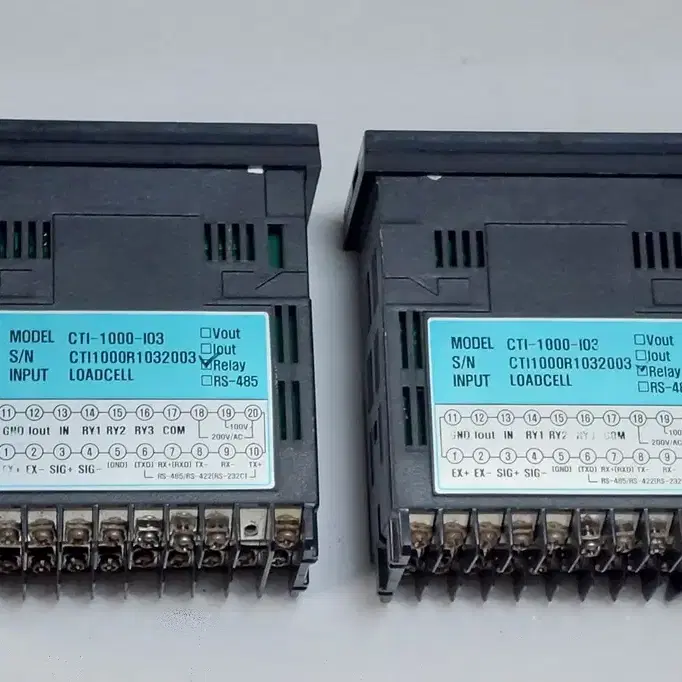 MODEL CTI-1000-I03
S/N CTI1000R1032003
INPUT LOADCELL
□Vout
□Iout
☑Relay
□RS-485
11 12 13 14 15 16 17 18 19 20
GND Iout IN RY1 RY2 RY3 COM
100V
200V/AC
1 2 3 4 5 6 7 8 9 10
EX+ EX- SIG+ SIG- (GND) (TXD) RX+(RXD) TX- RX- TX+
RS-485/RS-422(RS-232C)
MODEL CTI-1000-I03
S/N CTI1000R1032003
INPUT LOADCELL
□Vout
□Iout
☑Relay
□RS-48
11 12 13 14 15 16 17 18 19
GND Iout IN RY1 RY2 COM
100V
200V/AC
1 2 3 4 5 6 7 8 9
EX+ EX- SIG+ SIG- (GND) (TXD) RX+(RXD) TX- RX-
RS-485/RS-422(RS-232C)